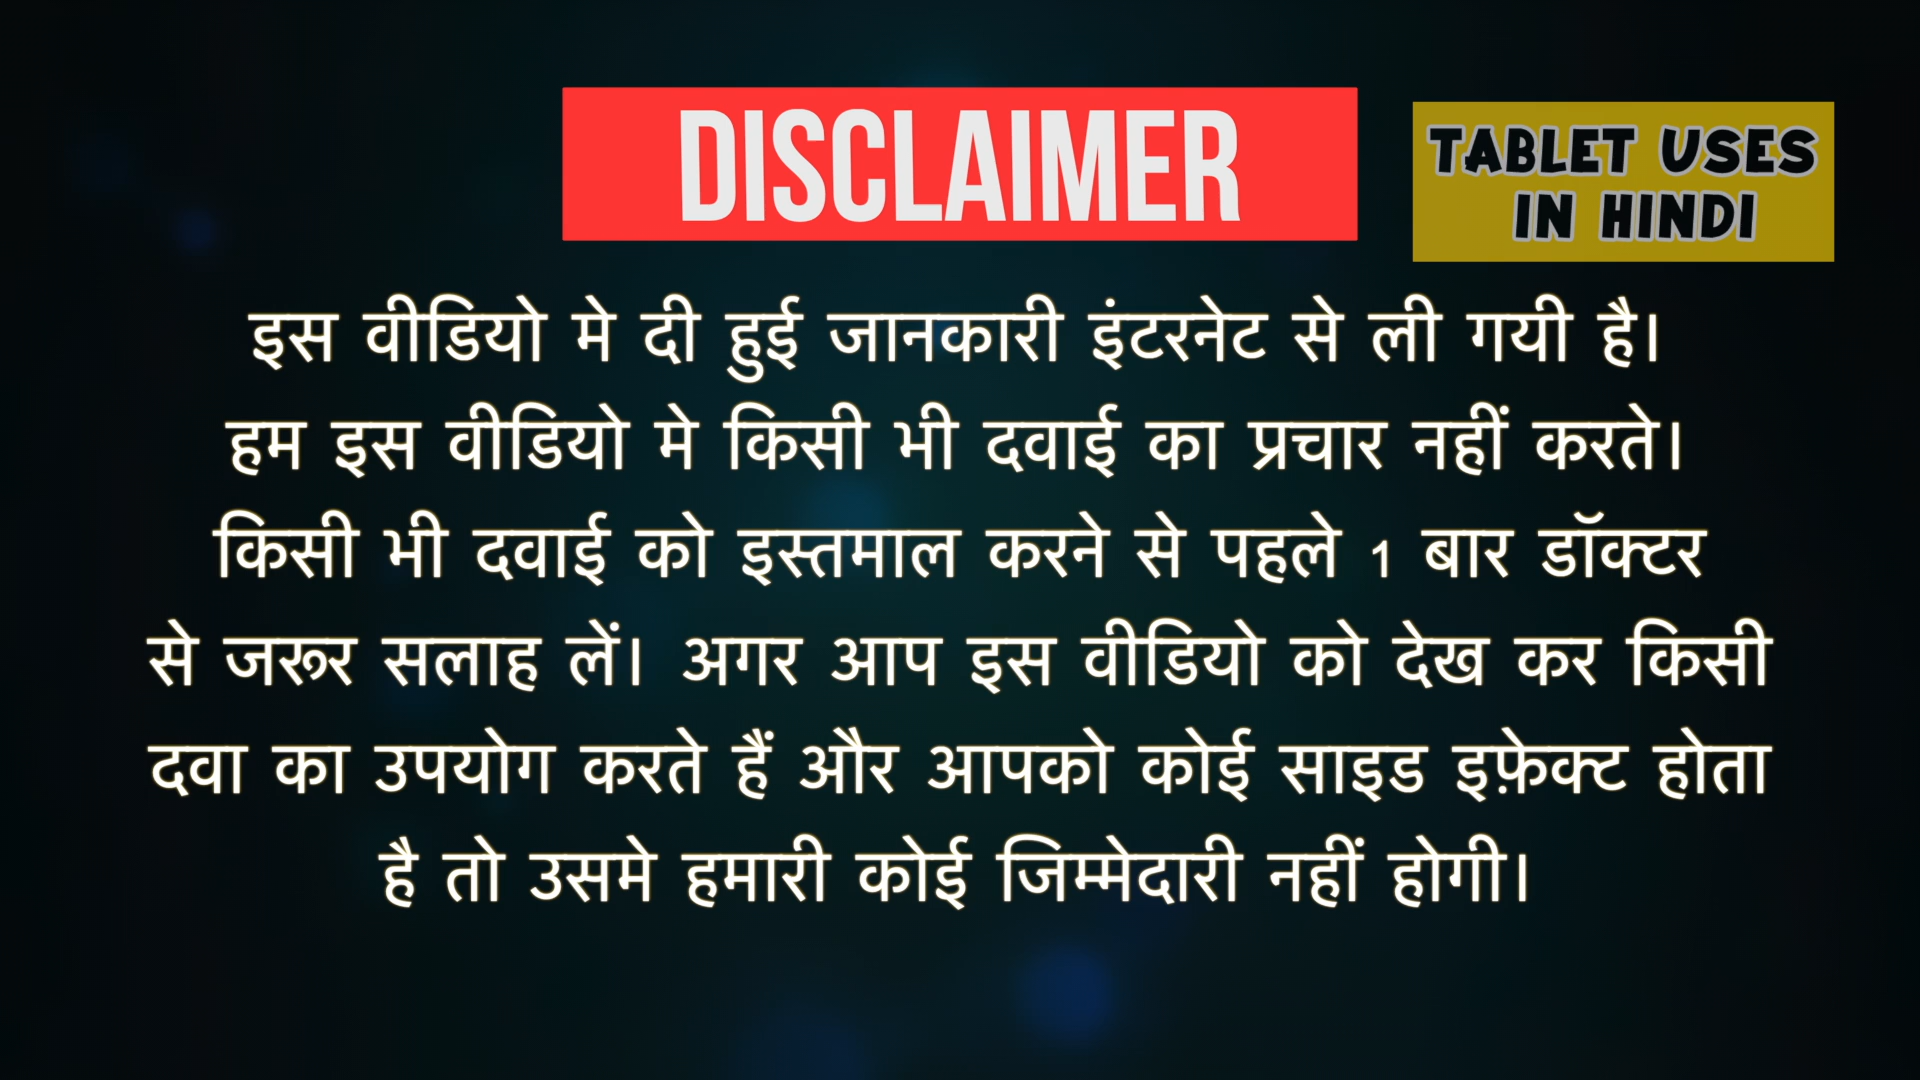 DISCLAIMER
TABLET USES
IN HINDI
इस वीडियो मे दी हुई जानकारी इंटरनेट से ली गयी है।
हम इस वीडियो मे किसी भी दवाई का प्रचार नहीं करते।
किसी भी दवाई को इस्तमाल करने से पहले 1 बार डॉक्टर
से जरूर सलाह लें। अगर आप इस वीडियो को देख कर किसी
दवा का उपयोग करते हैं और आपको कोई साइड इफ़ेक्ट होता
है तो उसमे हमारी कोई जिम्मेदारी नहीं होगी।